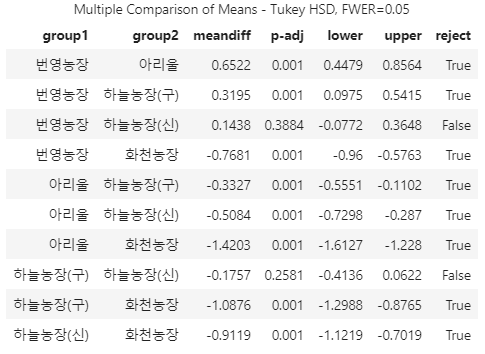 Multiple Comparison of Means - Tukey HSD, FWER=0.05
group1 group2 meandiff p-adj lower upper reject
번영농장 아리울 0.6522 0.001 0.4479 0.8564 True
번영농장 하늘농장(구) 0.3195 0.001 0.0975 0.5415 True
번영농장 하늘농장(신) 0.1438 0.3884 -0.0772 0.3648 False
번영농장 화천농장 -0.7681 0.001 -0.96 -0.5763 True
아리울 하늘농장(구) -0.3327 0.001 -0.5551 -0.1102 True
아리울 하늘농장(신) -0.5084 0.001 -0.7298 -0.287 True
아리울 화천농장 -1.4203 0.001 -1.6127 -1.228 True
하늘농장(구) 하늘농장(신) -0.1757 0.2581 -0.4136 0.0622 False
하늘농장(구) 화천농장 -1.0876 0.001 -1.2988 -0.8765 True
하늘농장(신) 화천농장 -0.9119 0.001 -1.1219 -0.7019 True